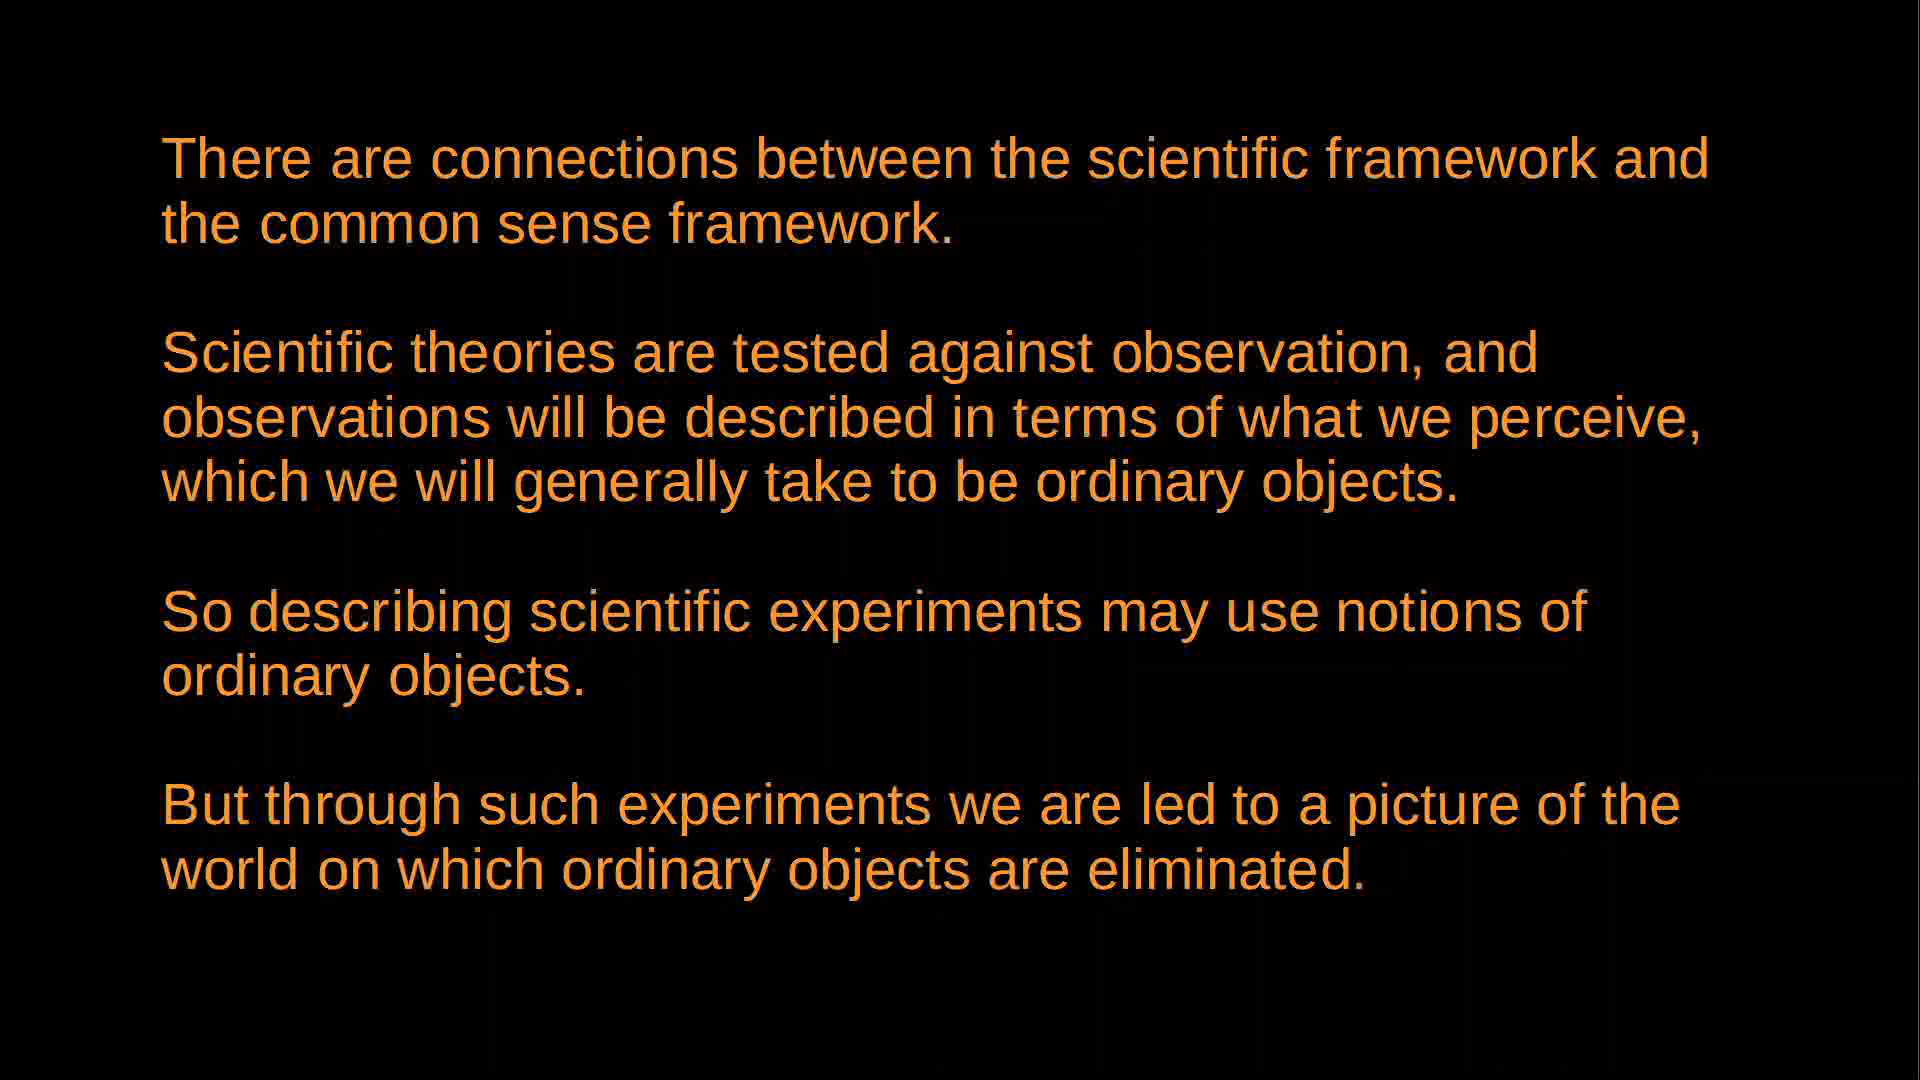 There are connections between the scientific framework and
the common sense framework.
Scientific theories are tested against observation, and
observations will be described in terms of what we perceive,
which we will generally take to be ordinary objects.
So describing scientific experiments may use notions of
ordinary objects.
But through such experiments we are led to a picture of the
world on which ordinary objects are eliminated.